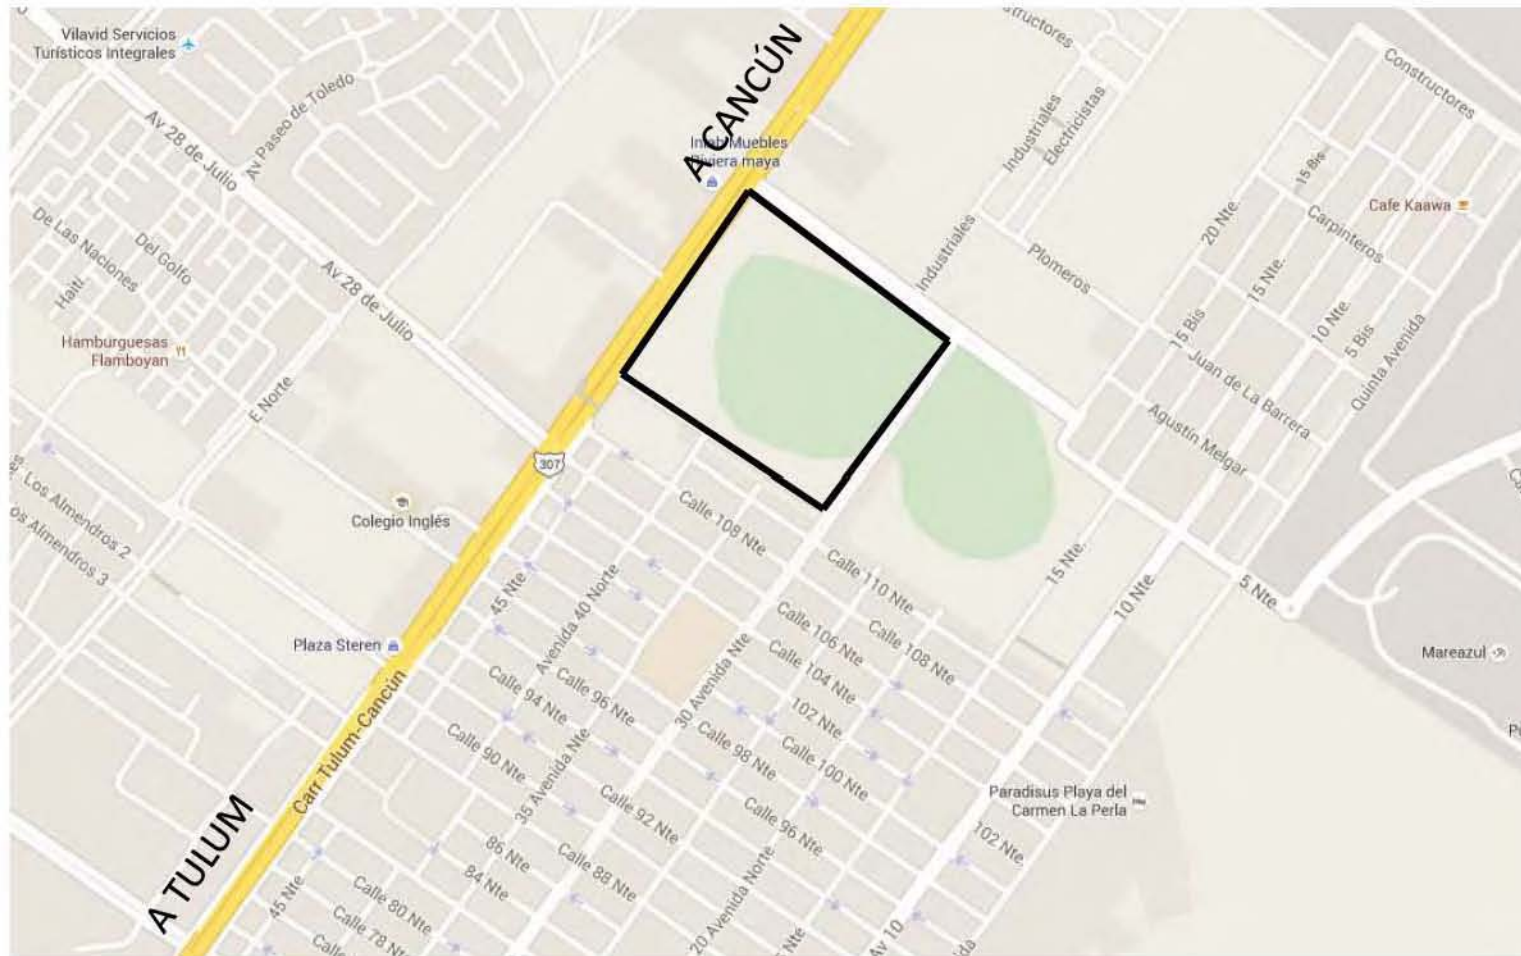 Vilavid Servicios
Turísticos Integrales
Av Paseo de Toledo
Av 28 de Julio
De Las Naciones
Del Golfo
Haití
Av 28 de Julio
Hamburguesas
Flamboyan
E Norte
Los Almendros 2
Almendros 3
Colegio Inglés
307
Plaza Steren
Carr Tulum-Cancún
A TULUM
A CANCÚN
Muebles
Riviera maya
Constructores
Industriales
Electricistas
Industriales
Plomeros
20 Nte.
15 Bis
15 Nte.
Carpinteros
Cafe Kaawa
15 Bis
10 Nte.
5 Bis
Quinta Avenida
Juan de La Barrera
Agustín Melgar
15 Nte.
10 Nte
5 Nte
Mareazul
Calle 108 Nte
Calle 110 Nte
45 Nte
Avenida 40 Norte
Calle 106 Nte
Calle 108 Nte
Calle 104 Nte
30 Avenida Nte
102 Nte
Calle 96 Nte
Calle 94 Nte
Calle 98 Nte
Calle 100 Nte
Calle 90 Nte
35 Avenida Nte
Calle 92 Nte
Calle 96 Nte
Paradisus Playa del
Carmen La Perla
102 Nte
86 Nte
Calle 88 Nte
84 Nte
45 Nte
Calle 80 Nte
Calle 78 Nte
20 Avenida Norte
Av 10